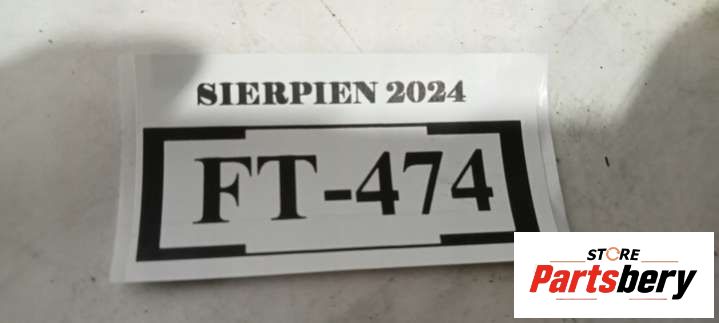 SIERPIEN 2024
FT-474
STORE
Partsbery